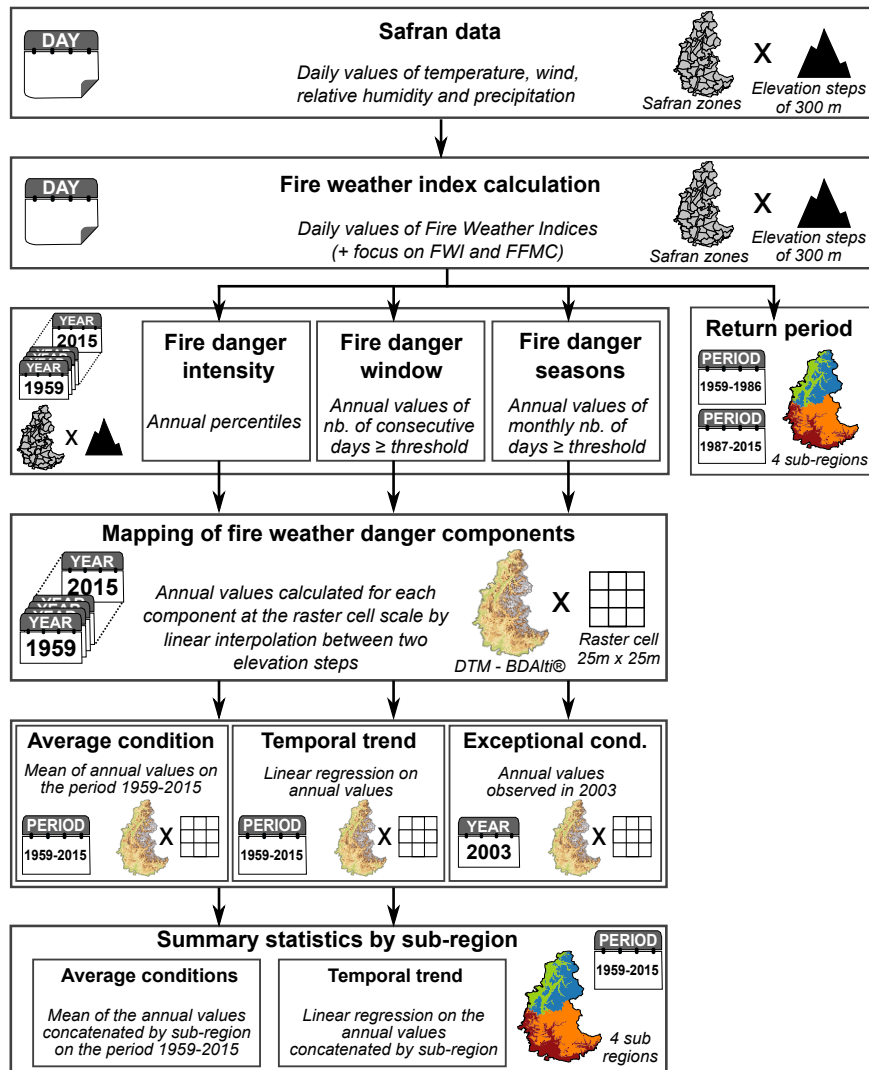 DAY
Safran data
Daily values of temperature, wind,
relative humidity and precipitation
X
Safran zones
Elevation steps
of 300 m
DAY
Fire weather index calculation
Daily values of Fire Weather Indices
(+ focus on FWI and FFMC)
X
Safran zones
Elevation steps
of 300 m
YEAR
2015
YEAR
YEAR
1959
X
Fire danger
intensity
Annual percentiles
Fire danger
window
Annual values of
nb. of consecutive
days ≥ threshold
Fire danger
seasons
Annual values of
monthly nb. of
days ≥ threshold
Return period
PERIOD
1959-1986
PERIOD
1987-2015
4 sub-regions
Mapping of fire weather danger components
YEAR
2015
YEAR
YEAR
1959
Annual values calculated for each
component at the raster cell scale by
linear interpolation between two
elevation steps
X
DTM - BDAlti®
Raster cell
25m x 25m
Average condition
Mean of annual values on
the period 1959-2015
PERIOD
1959-2015
X
Temporal trend
Linear regression on
annual values
PERIOD
1959-2015
X
Exceptional cond.
Annual values
observed in 2003
YEAR
2003
X
Summary statistics by sub-region
Average conditions
Mean of the annual values
concatenated by sub-region
on the period 1959-2015
Temporal trend
Linear regression on the
annual values
concatenated by sub-region
PERIOD
1959-2015
4 sub
regions